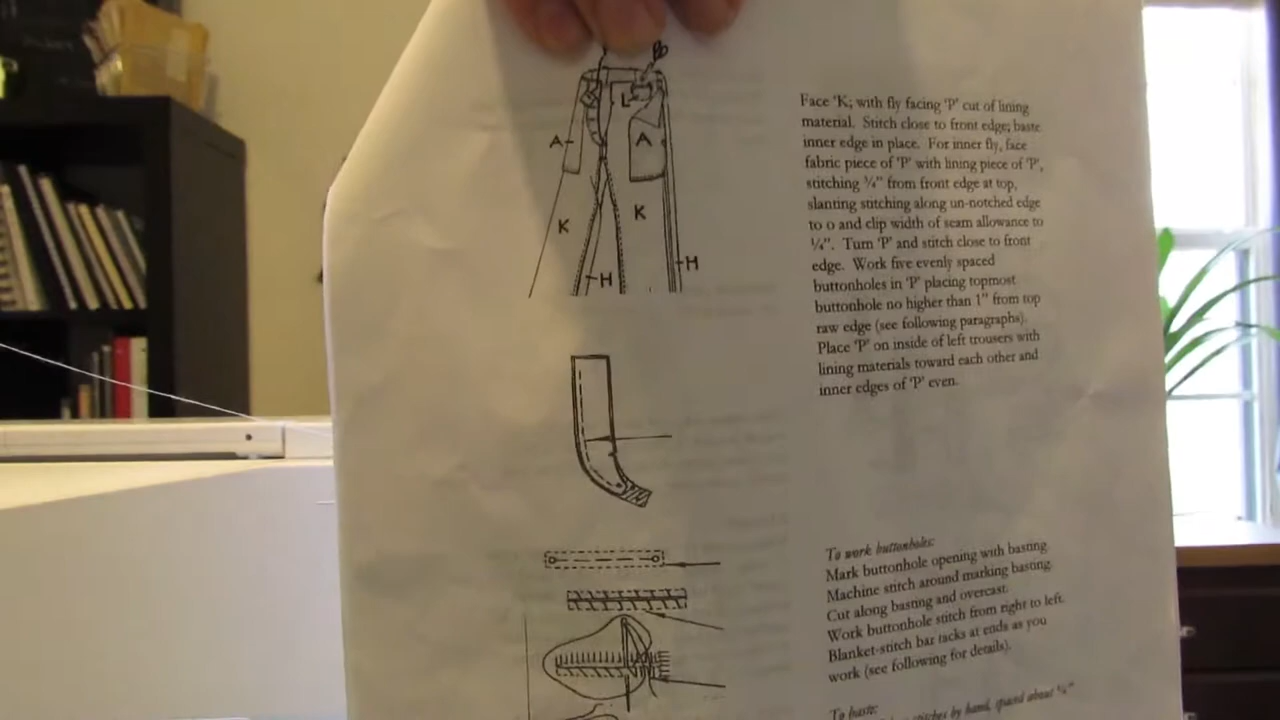 L
A
A
K
K
H
H
Face 'K; with fly facing 'P' cut of lining
material. Stitch close to front edge; baste
inner edge in place. For inner fly, face
fabric piece of 'P' with lining piece of 'P',
stitching ¾" from front edge at top,
slanting stitching along un-notched edge
to o and clip width of seam allowance to
¼". Turn 'P' and stitch close to front
edge. Work five evenly spaced
buttonholes in 'P' placing topmost
buttonhole no higher than 1" from top
raw edge (see following paragraphs).
Place 'P' on inside of left trousers with
lining materials toward each other and
inner edges of 'P' even.
To work buttonholes:
Mark buttonhole opening with basting.
Machine stitch around marking basting.
Cut along basting and overcast.
Work buttonhole stitch from right to left.
Blanket-stitch bar tacks at ends as you
work (see following for details).
To baste:
stitches by hand, spaced about ¼"